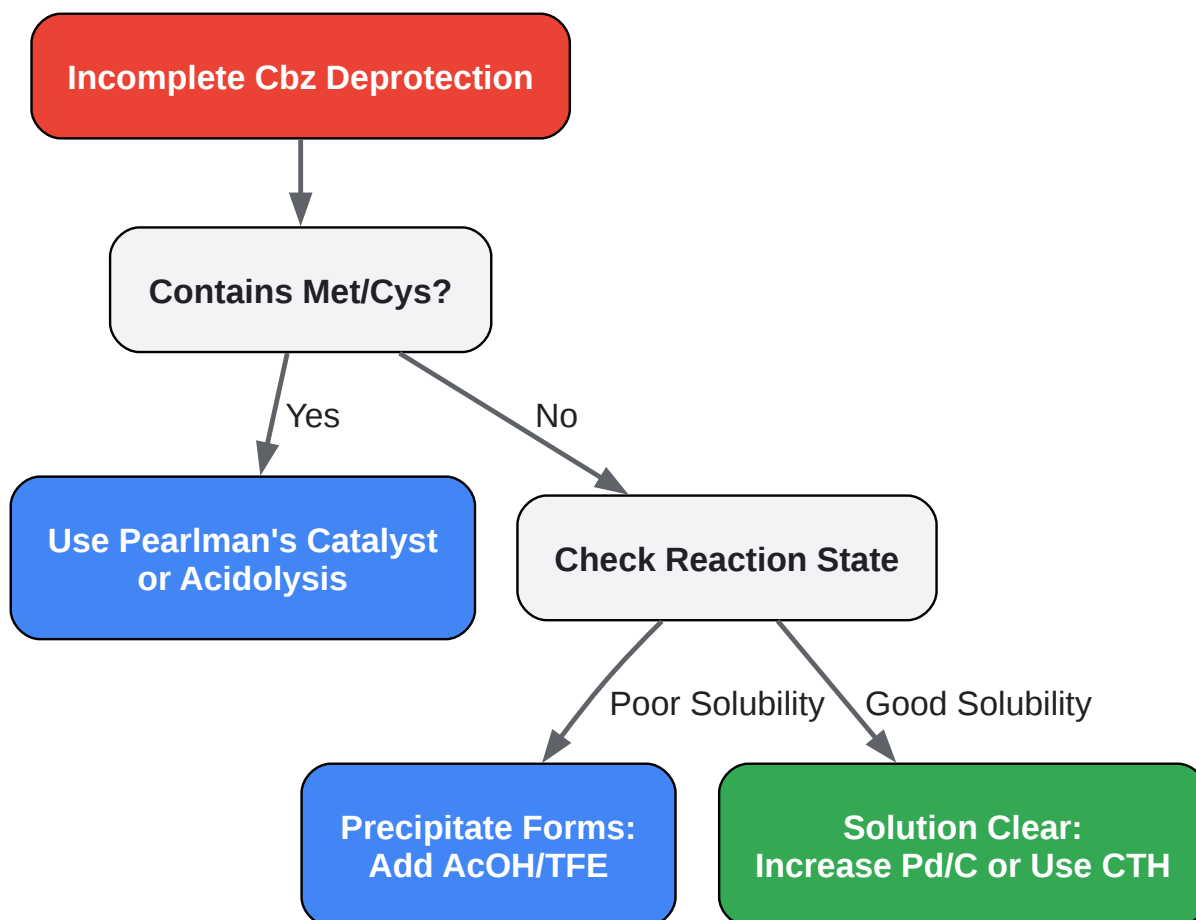 Incomplete Cbz Deprotection
Contains Met/Cys?
Yes
No
Use Pearlman's Catalyst
or Acidolysis
Check Reaction State
Poor Solubility
Good Solubility
Precipitate Forms:
Add AcOH/TFE
Solution Clear:
Increase Pd/C or Use CTH